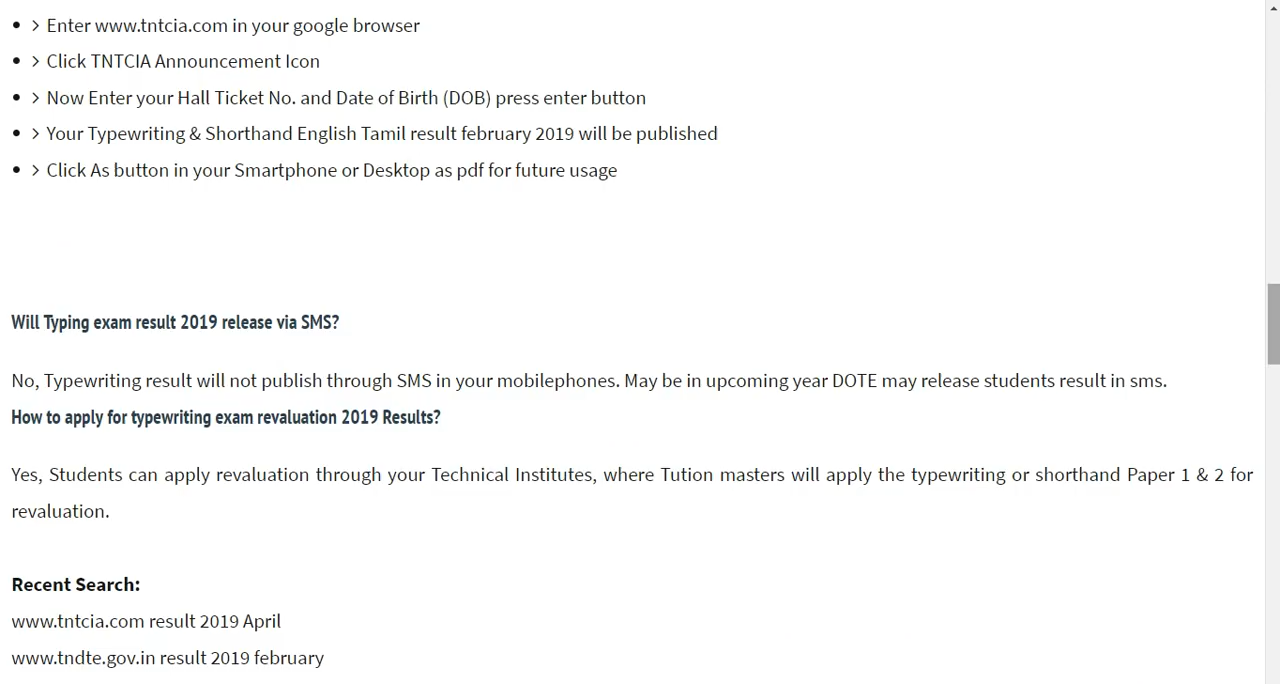 • > Enter www.tntcia.com in your google browser
• > Click TNTCIA Announcement Icon
• > Now Enter your Hall Ticket No. and Date of Birth (DOB) press enter button
• > Your Typewriting & Shorthand English Tamil result february 2019 will be published
• > Click As button in your Smartphone or Desktop as pdf for future usage
Will Typing exam result 2019 release via SMS?
No, Typewriting result will not publish through SMS in your mobilephones. May be in upcoming year DOTE may release students result in sms.
How to apply for typewriting exam revaluation 2019 Results?
Yes, Students can apply revaluation through your Technical Institutes, where Tution masters will apply the typewriting or shorthand Paper 1 & 2 for
revaluation.
Recent Search:
www.tntcia.com result 2019 April
www.tndte.gov.in result 2019 february